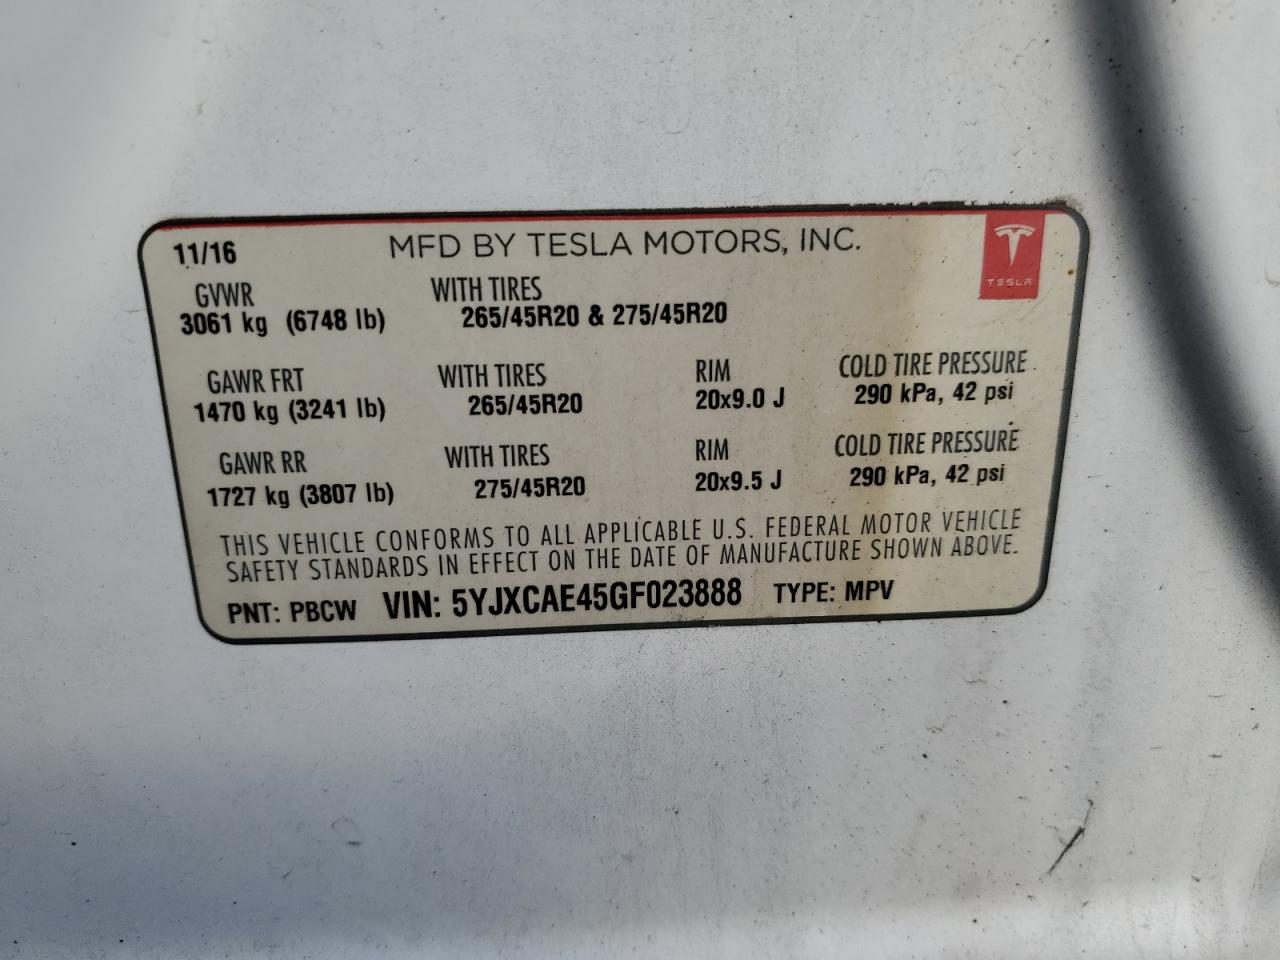 11/16 MFD BY TESLA MOTORS, INC.
TESLA
GVWR WITH TIRES
3061 kg (6748 lb) 265/45R20 & 275/45R20
GAWR FRT WITH TIRES RIM COLD TIRE PRESSURE
1470 kg (3241 lb) 265/45R20 20x9.0 J 290 kPa, 42 psi
GAWR RR WITH TIRES RIM COLD TIRE PRESSURE
1727 kg (3807 lb) 275/45R20 20x9.5 J 290 kPa, 42 psi
THIS VEHICLE CONFORMS TO ALL APPLICABLE U.S. FEDERAL MOTOR VEHICLE
SAFETY STANDARDS IN EFFECT ON THE DATE OF MANUFACTURE SHOWN ABOVE.
PNT: PBCW VIN: 5YJXCAE45GF023888 TYPE: MPV